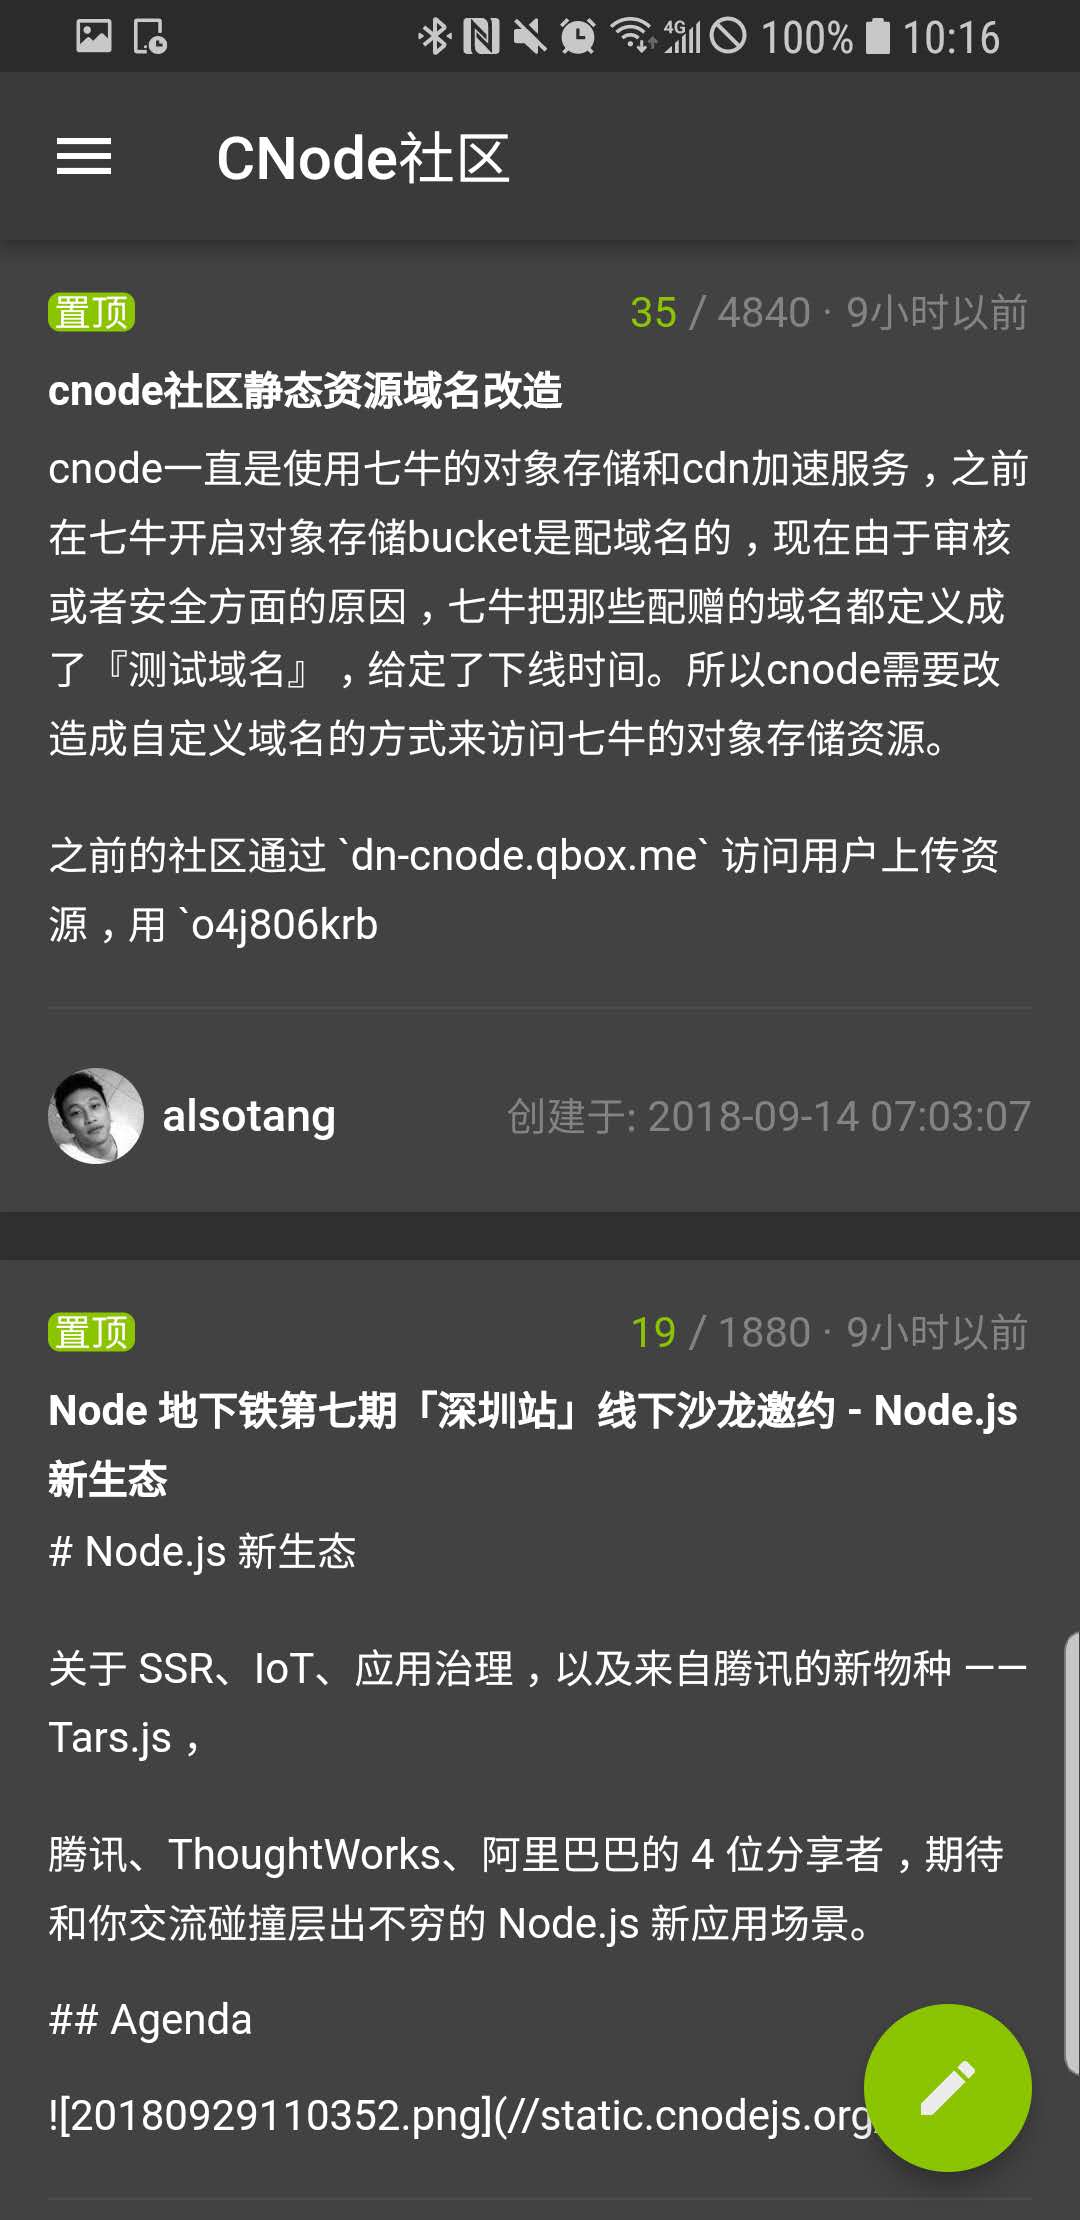 4G 100% 10:16
CNode社区
置顶 35 / 4840 · 9小时以前
cnode社区静态资源域名改造
cnode一直是使用七牛的对象存储和cdn加速服务，之前
在七牛开启对象存储bucket是配域名的，现在由于审核
或者安全方面的原因，七牛把那些配赠的域名都定义成
了『测试域名』，给定了下线时间。所以cnode需要改
造成自定义域名的方式来访问七牛的对象存储资源。
之前的社区通过 `dn-cnode.qbox.me` 访问用户上传资
源，用 `o4j806krb
alsotang 创建于: 2018-09-14 07:03:07
置顶 19 / 1880 · 9小时以前
Node 地下铁第七期「深圳站」线下沙龙邀约 - Node.js
新生态
# Node.js 新生态
关于 SSR、IoT、应用治理，以及来自腾讯的新物种 ——
Tars.js，
腾讯、ThoughtWorks、阿里巴巴的 4 位分享者，期待
和你交流碰撞层出不穷的 Node.js 新应用场景。
## Agenda
![20180929110352.png](//static.cnodejs.org